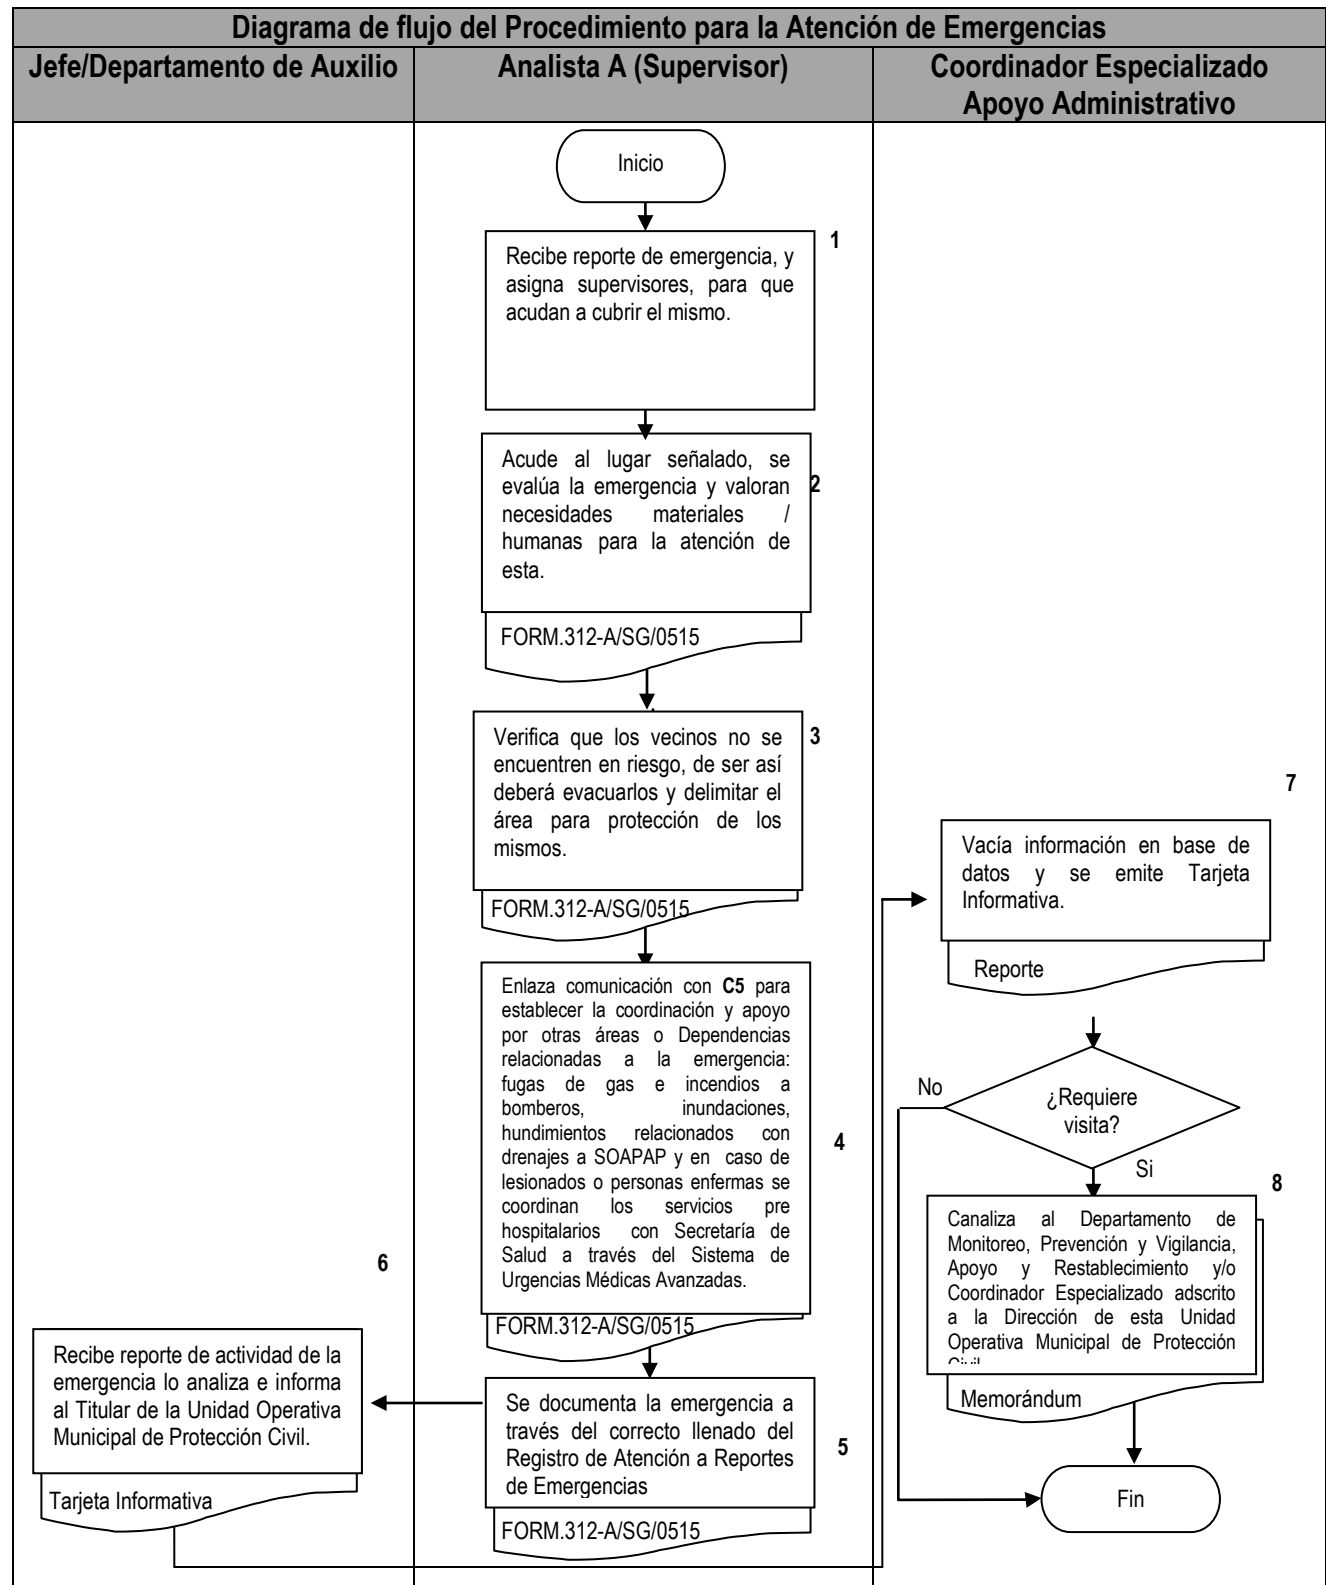 Diagrama de flujo del Procedimiento para la Atención de Emergencias
Jefe/Departamento de Auxilio
Analista A (Supervisor)
Coordinador Especializado
Apoyo Administrativo
Inicio
1
Recibe reporte de emergencia, y
asigna supervisores, para que
acudan a cubrir el mismo.
2
Acude al lugar señalado, se
evalúa la emergencia y valoran
necesidades materiales /
humanas para la atención de
esta.
FORM.312-A/SG/0515
3
Verifica que los vecinos no se
encuentren en riesgo, de ser así
deberá evacuarlos y delimitar el
área para protección de los
mismos.
FORM.312-A/SG/0515
4
Enlaza comunicación con C5 para
establecer la coordinación y apoyo
por otras áreas o Dependencias
relacionadas a la emergencia:
fugas de gas e incendios a
bomberos, inundaciones,
hundimientos relacionados con
drenajes a SOAPAP y en caso de
lesionados o personas enfermas se
coordinan los servicios pre
hospitalarios con Secretaría de
Salud a través del Sistema de
Urgencias Médicas Avanzadas.
FORM.312-A/SG/0515
5
Se documenta la emergencia a
través del correcto llenado del
Registro de Atención a Reportes
de Emergencias
FORM.312-A/SG/0515
6
Recibe reporte de actividad de la
emergencia lo analiza e informa
al Titular de la Unidad Operativa
Municipal de Protección Civil.
Tarjeta Informativa
7
Vacía información en base de
datos y se emite Tarjeta
Informativa.
Reporte
¿Requiere
visita?
No
Si
8
Canaliza al Departamento de
Monitoreo, Prevención y Vigilancia,
Apoyo y Restablecimiento y/o
Coordinador Especializado adscrito
a la Dirección de esta Unidad
Operativa Municipal de Protección
Civil
Memorándum
Fin